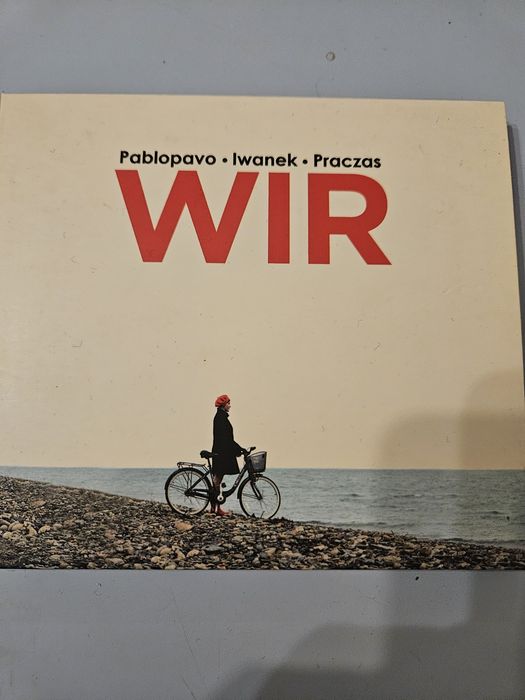 Pablopavo • Iwanek • Praczas
WIR